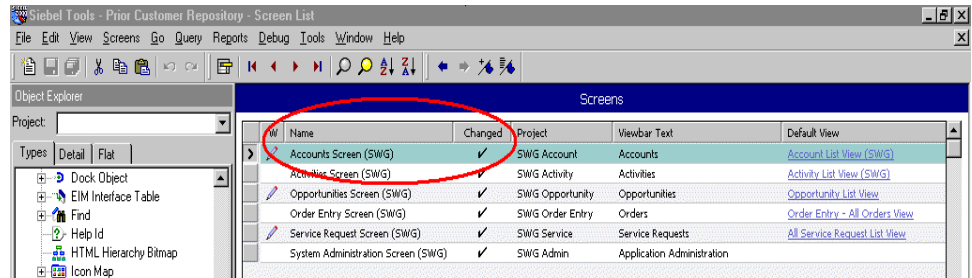 Siebel Tools - Prior Customer Repository - Screen List
File Edit View Screens Go Query Reports Debug Tools Window Help
Object Explorer
Screens
Project:
Types Detail Flat
W Name Changed Project Viewbar Text Default View
Accounts Screen (SWG) SWG Account Accounts Account List View (SWG)
Activities Screen (SWG) SWG Activity Activities Activity List View (SWG)
Opportunities Screen (SWG) SWG Opportunity Opportunities Opportunity List View
Order Entry Screen (SWG) SWG Order Entry Orders Order Entry - All Orders View
Service Request Screen (SWG) SWG Service Service Requests All Service Request List View
System Administration Screen (SWG) SWG Admin Application Administration
Dock Object
EIM Interface Table
Find
Help Id
HTML Hierarchy Bitmap
Icon Map